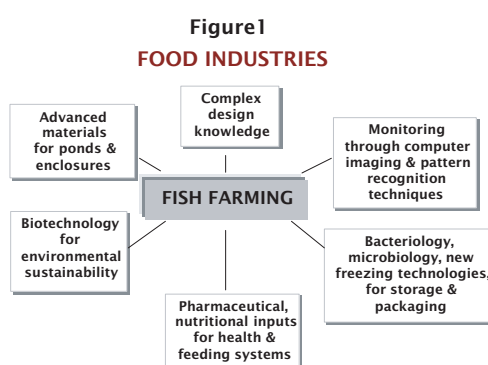 Figure1
FOOD INDUSTRIES
Complex
design
knowledge
Advanced
materials
for ponds &
enclosures
Monitoring
through computer
imaging & pattern
recognition
techniques
FISH FARMING
Biotechnology
for
environmental
sustainability
Bacteriology,
microbiology, new
freezing technologies,
for storage &
packaging
Pharmaceutical,
nutritional inputs
for health &
feeding systems